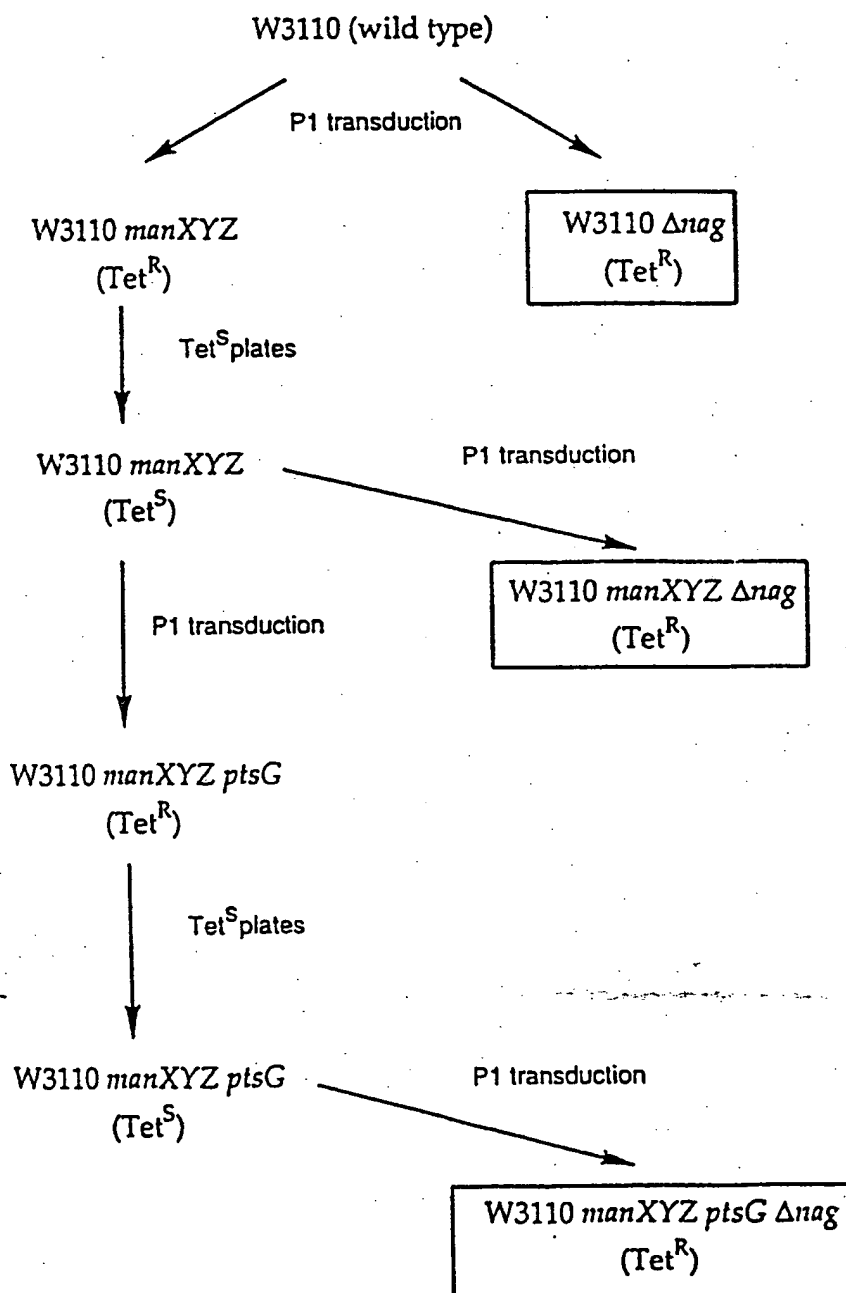 W3110 (wild type)
P1 transduction
W3110 manXYZ
(Tet^R)
W3110 Δnag
(Tet^R)
Tet^S plates
W3110 manXYZ
(Tet^S)
P1 transduction
W3110 manXYZ Δnag
(Tet^R)
P1 transduction
W3110 manXYZ ptsG
(Tet^R)
Tet^S plates
W3110 manXYZ ptsG
(Tet^S)
P1 transduction
W3110 manXYZ ptsG Δnag
(Tet^R)